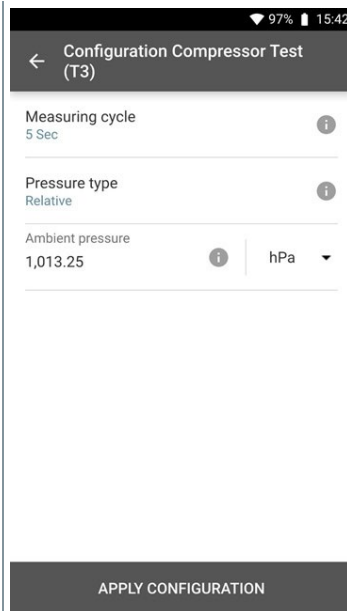 97% 15:42
Configuration Compressor Test
(T3)
Measuring cycle
5 Sec
Pressure type
Relative
Ambient pressure
1,013.25 hPa
APPLY CONFIGURATION